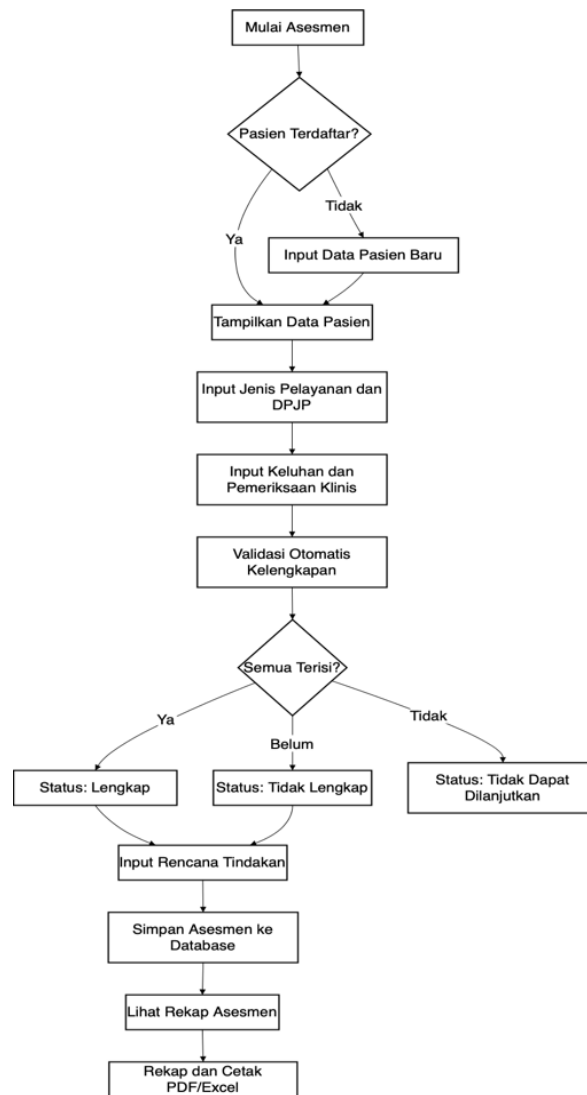 Mulai Asesmen
Pasien Terdaftar?
Tidak
Ya
Input Data Pasien Baru
Tampilkan Data Pasien
Input Jenis Pelayanan dan
DPJP
Input Keluhan dan
Pemeriksaan Klinis
Validasi Otomatis
Kelengkapan
Semua Terisi?
Ya
Belum
Tidak
Status: Lengkap
Status: Tidak Lengkap
Status: Tidak Dapat
Dilanjutkan
Input Rencana Tindakan
Simpan Asesmen ke
Database
Lihat Rekap Asesmen
Rekap dan Cetak
PDF/Excel